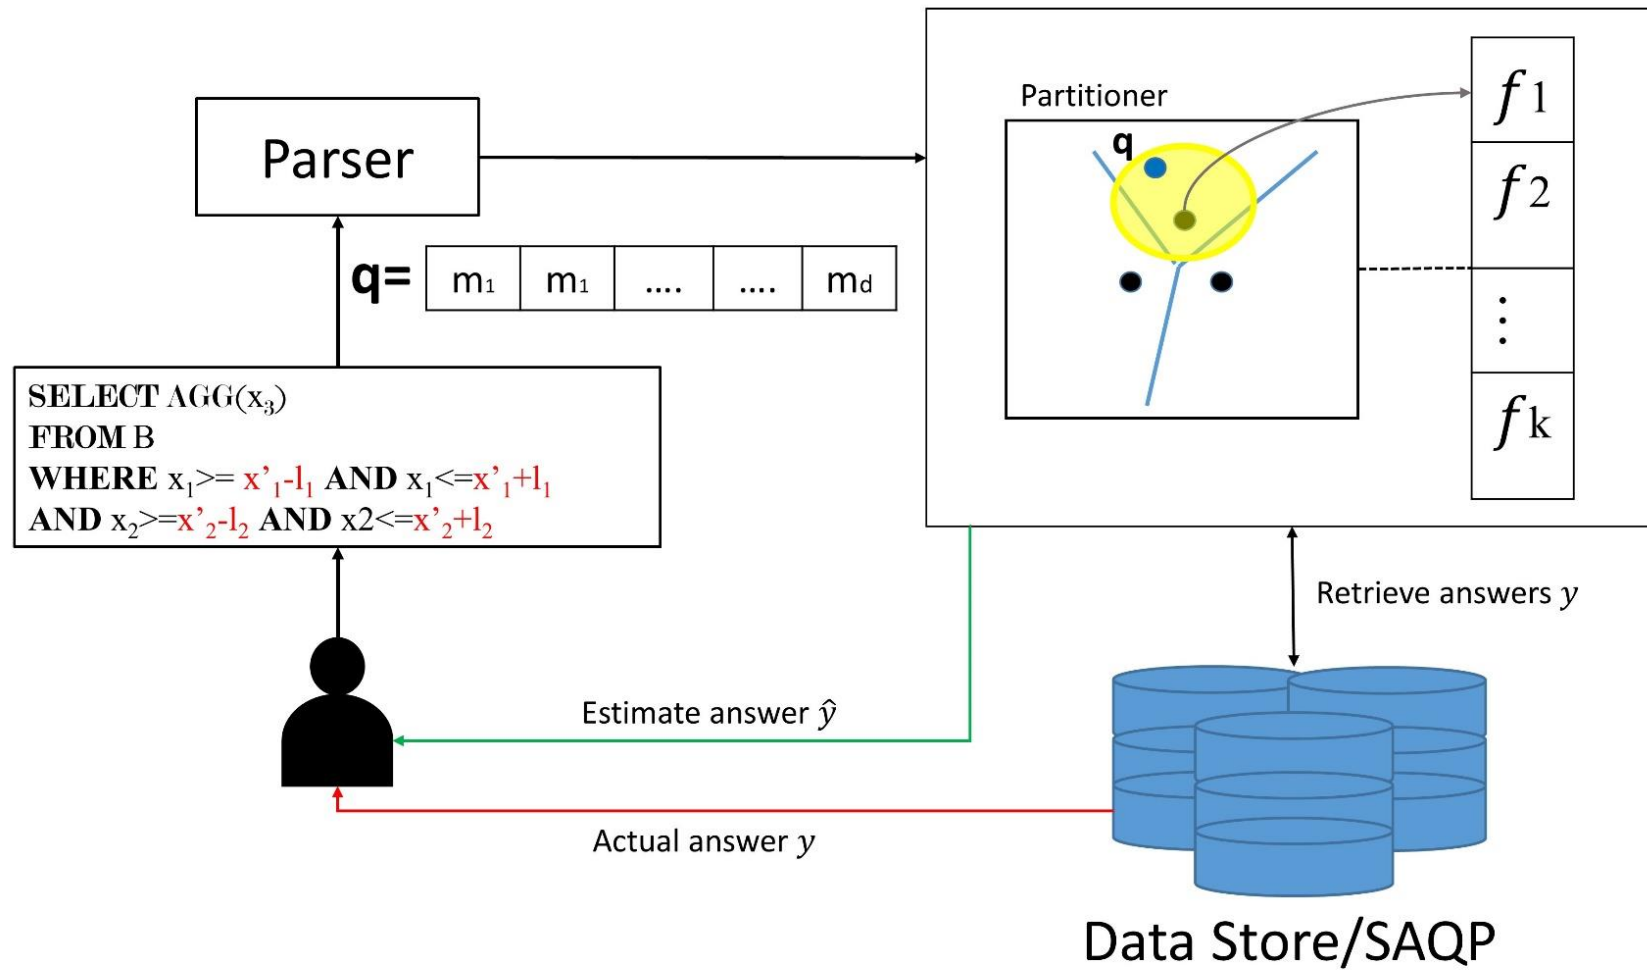 Parser
q= m₁ m₁ .... .... m_d
SELECT AGG(x₃)
FROM B
WHERE x₁>= x’₁-l₁ AND x₁<=x’₁+l₁
AND x₂>=x’₂-l₂ AND x2<=x’₂+l₂
Partitioner
q
f1
f2
⋮
fk
Retrieve answers y
Estimate answer ŷ
Actual answer y
Data Store/SAQP